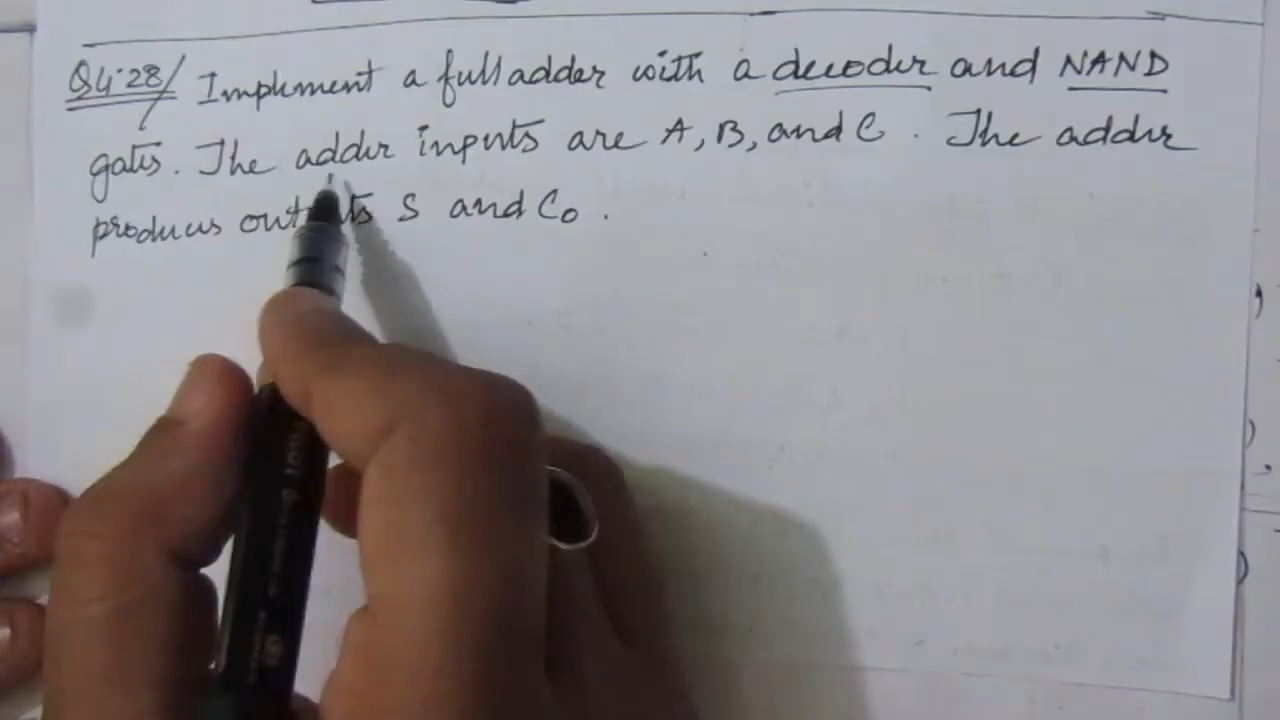 Q4.28/ Implement a full adder with a decoder and NAND
gates. The adder inputs are A, B, and C. The adder
produces outputs S and Co.